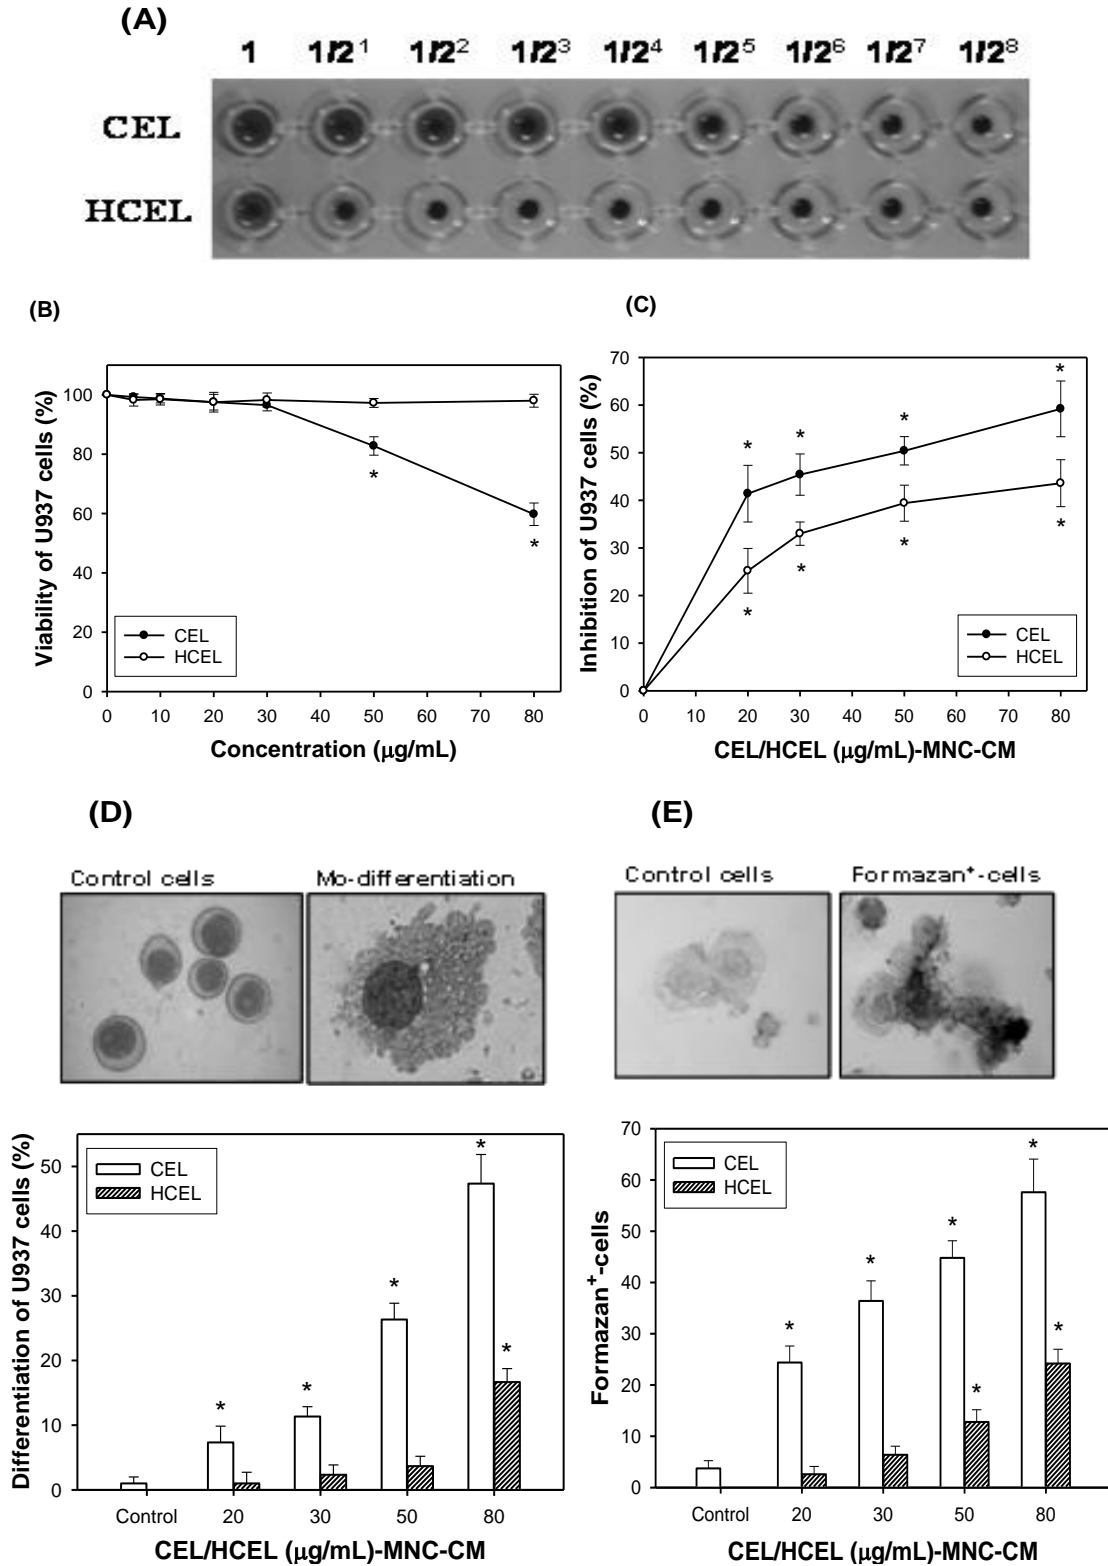 (A)
1 1/2¹ 1/2² 1/2³ 1/2⁴ 1/2⁵ 1/2⁶ 1/2⁷ 1/2⁸
CEL
HCEL
(B)
Viability of U937 cells (%)
100
80
60
40
20
0
*
*
CEL
HCEL
0 10 20 30 40 50 60 70 80
Concentration (µg/mL)
(C)
Inhibition of U937 cells (%)
70
60
50
40
30
20
10
0
* * * *
* * * *
CEL
HCEL
0 20 30 50 80
CEL/HCEL (µg/mL)-MNC-CM
(D)
Control cells Mo-differentiation
Differentiation of U937 cells (%)
50
40
30
20
10
0
CEL
HCEL
* * * * *
Control 20 30 50 80
CEL/HCEL (µg/mL)-MNC-CM
(E)
Control cells Formazan⁺-cells
Formazan⁺-cells
70
60
50
40
30
20
10
0
CEL
HCEL
* * * * * *
Control 20 30 50 80
CEL/HCEL (µg/mL)-MNC-CM